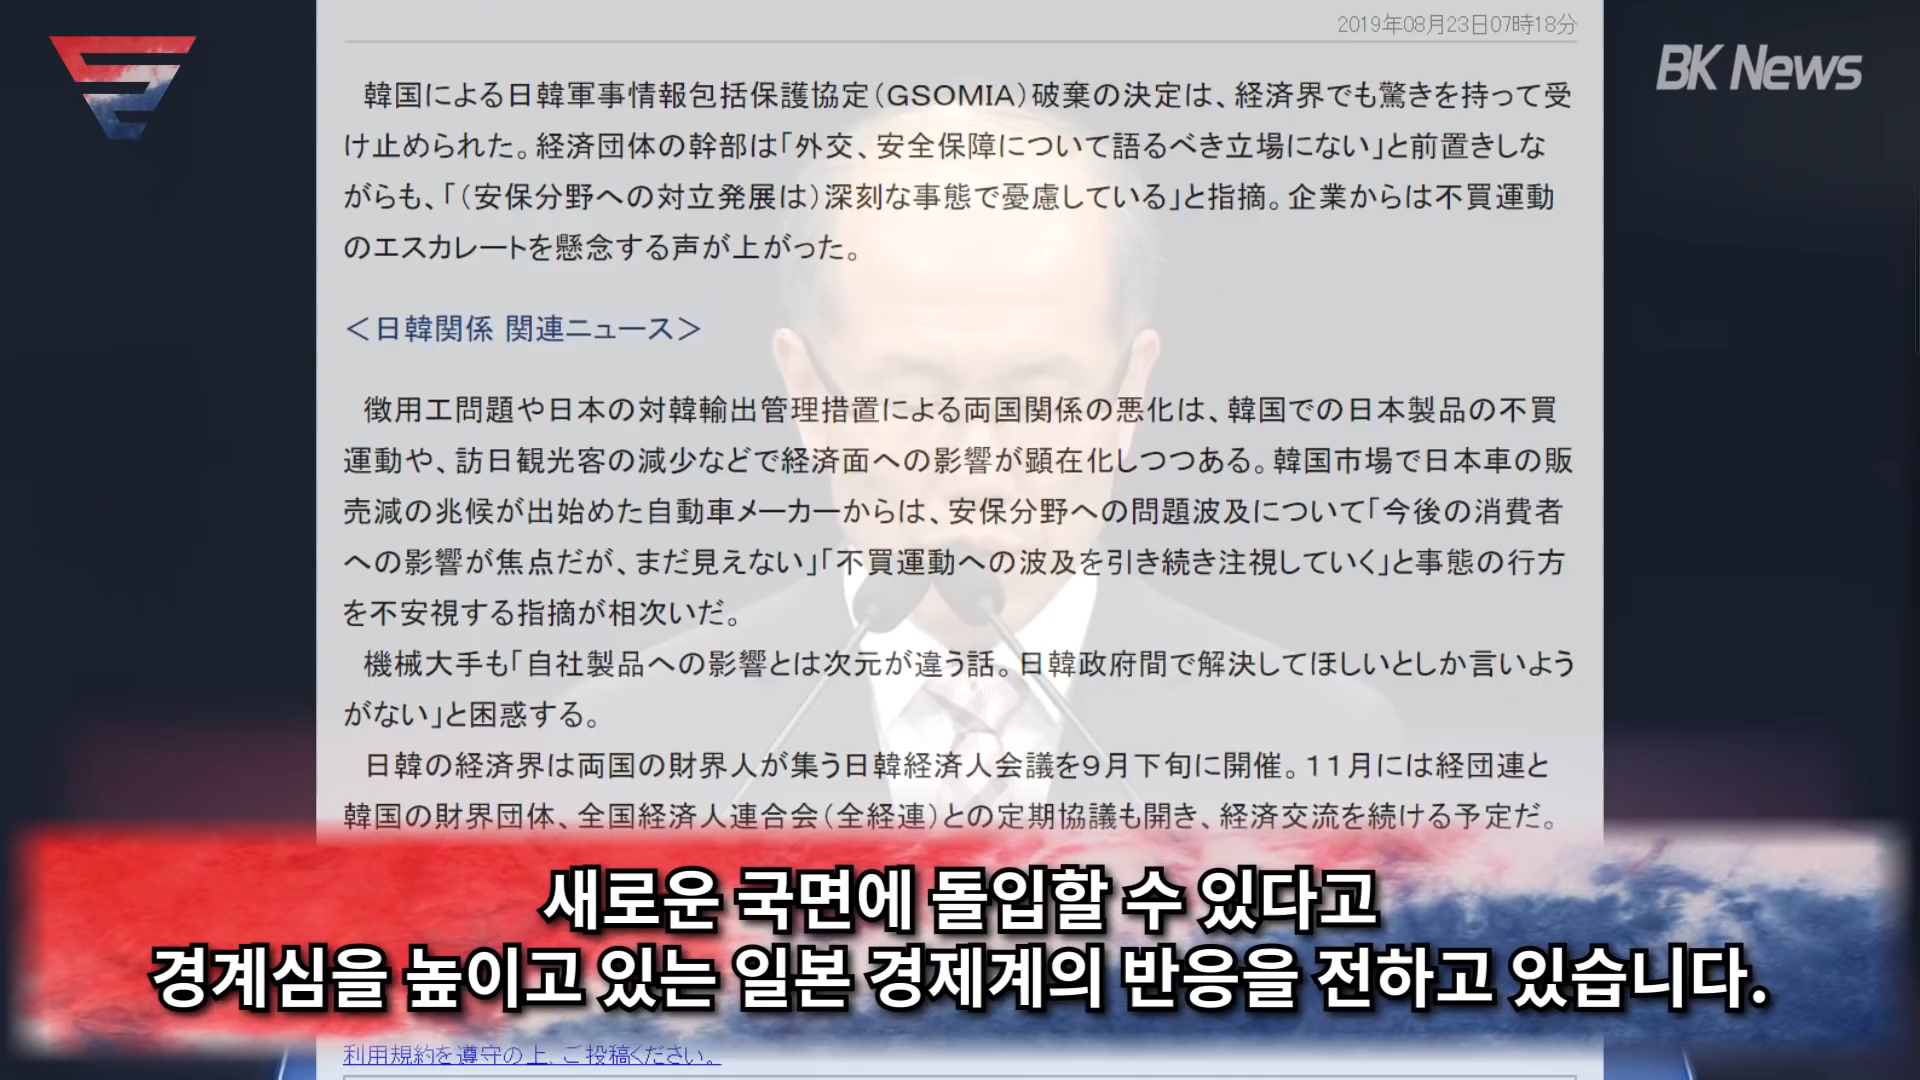 2019年08月23日07時18分
BK News
韓国による日韓軍事情報包括保護協定(GSOMIA)破棄の決定は、経済界でも驚きを持って受
け止められた。経済団体の幹部は「外交、安全保障について語るべき立場にない」と前置きしな
がらも、「(安保分野への対立発展は)深刻な事態で憂慮している」と指摘。企業からは不買運動
のエスカレートを懸念する声が上がった。
＜日韓関係 関連ニュース＞
徴用工問題や日本の対韓輸出管理措置による両国関係の悪化は、韓国での日本製品の不買
運動や、訪日観光客の減少などで経済面への影響が顕在化しつつある。韓国市場で日本車の販
売減の兆候が出始めた自動車メーカーからは、安保分野への問題波及について「今後の消費者
への影響が焦点だが、まだ見えない」「不買運動への波及を引き続き注視していく」と事態の行方
を不安視する指摘が相次いだ。
機械大手も「自社製品への影響とは次元が違う話。日韓政府間で解決してほしいとしか言いよう
がない」と困惑する。
日韓の経済界は両国の財界人が集う日韓経済人会議を９月下旬に開催。１１月には経団連と
韓国の財界団体、全国経済人連合会(全経連)との定期協議も開き、経済交流を続ける予定だ。
새로운 국면에 돌입할 수 있다고
경계심을 높이고 있는 일본 경제계의 반응을 전하고 있습니다.
利用規約を遵守の上、ご投稿ください。